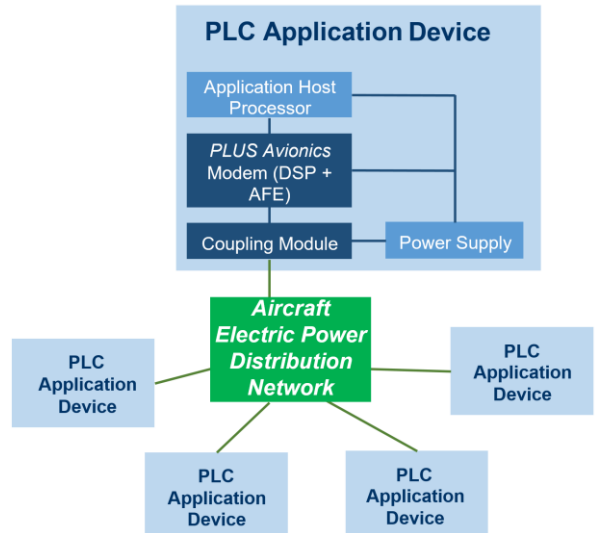 PLC Application Device
Application Host
Processor
PLUS Avionics
Modem (DSP +
AFE)
Coupling Module
Power Supply
Aircraft
Electric Power
Distribution
Network
PLC
Application
Device
PLC
Application
Device
PLC
Application
Device
PLC
Application
Device